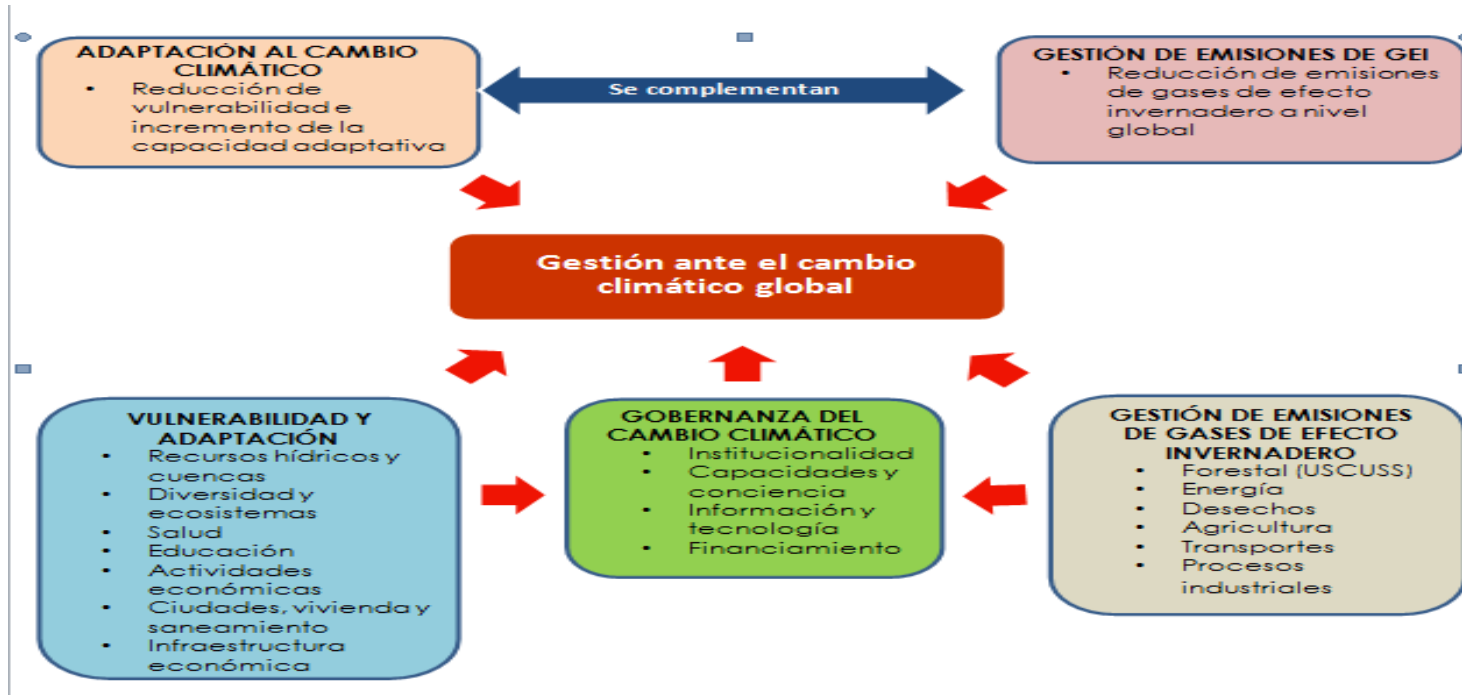 ADAPTACIÓN AL CAMBIO
CLIMÁTICO
• Reducción de
vulnerabilidad e
incremento de la
capacidad adaptativa
Se complementan
GESTIÓN DE EMISIONES DE GEI
• Reducción de emisiones
de gases de efecto
invernadero a nivel
global
Gestión ante el cambio
climático global
VULNERABILIDAD Y
ADAPTACIÓN
• Recursos hídricos y
cuencas
• Diversidad y
ecosistemas
• Salud
• Educación
• Actividades
económicas
• Ciudades, vivienda y
saneamiento
• Infraestructura
económica
GOBERNANZA DEL
CAMBIO CLIMÁTICO
• Institucionalidad
• Capacidades y
conciencia
• Información y
tecnología
• Financiamiento
GESTIÓN DE EMISIONES
DE GASES DE EFECTO
INVERNADERO
• Forestal (USCUSS)
• Energía
• Desechos
• Agricultura
• Transportes
• Procesos
industriales